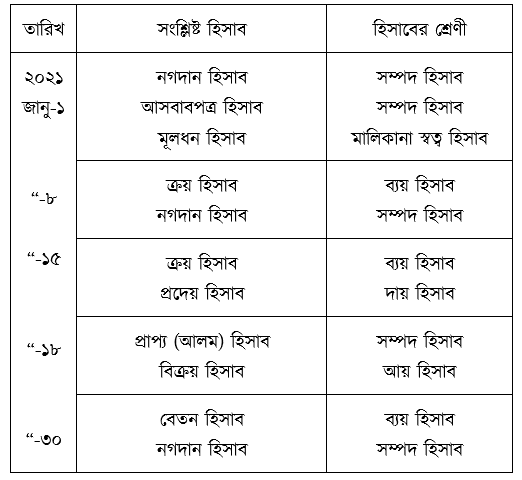 তারিখ সংশ্লিষ্ট হিসাব হিসাবের শ্রেণী
২০২১ নগদান হিসাব সম্পদ হিসাব
জানু-১ আসবাবপত্র হিসাব সম্পদ হিসাব
মূলধন হিসাব মালিকানা স্বত্ব হিসাব
“-৮ ক্রয় হিসাব ব্যয় হিসাব
নগদান হিসাব সম্পদ হিসাব
“-১৫ ক্রয় হিসাব ব্যয় হিসাব
প্রদেয় হিসাব দায় হিসাব
“-১৮ প্রাপ্য (আলম) হিসাব সম্পদ হিসাব
বিক্রয় হিসাব আয় হিসাব
“-৩০ বেতন হিসাব ব্যয় হিসাব
নগদান হিসাব সম্পদ হিসাব